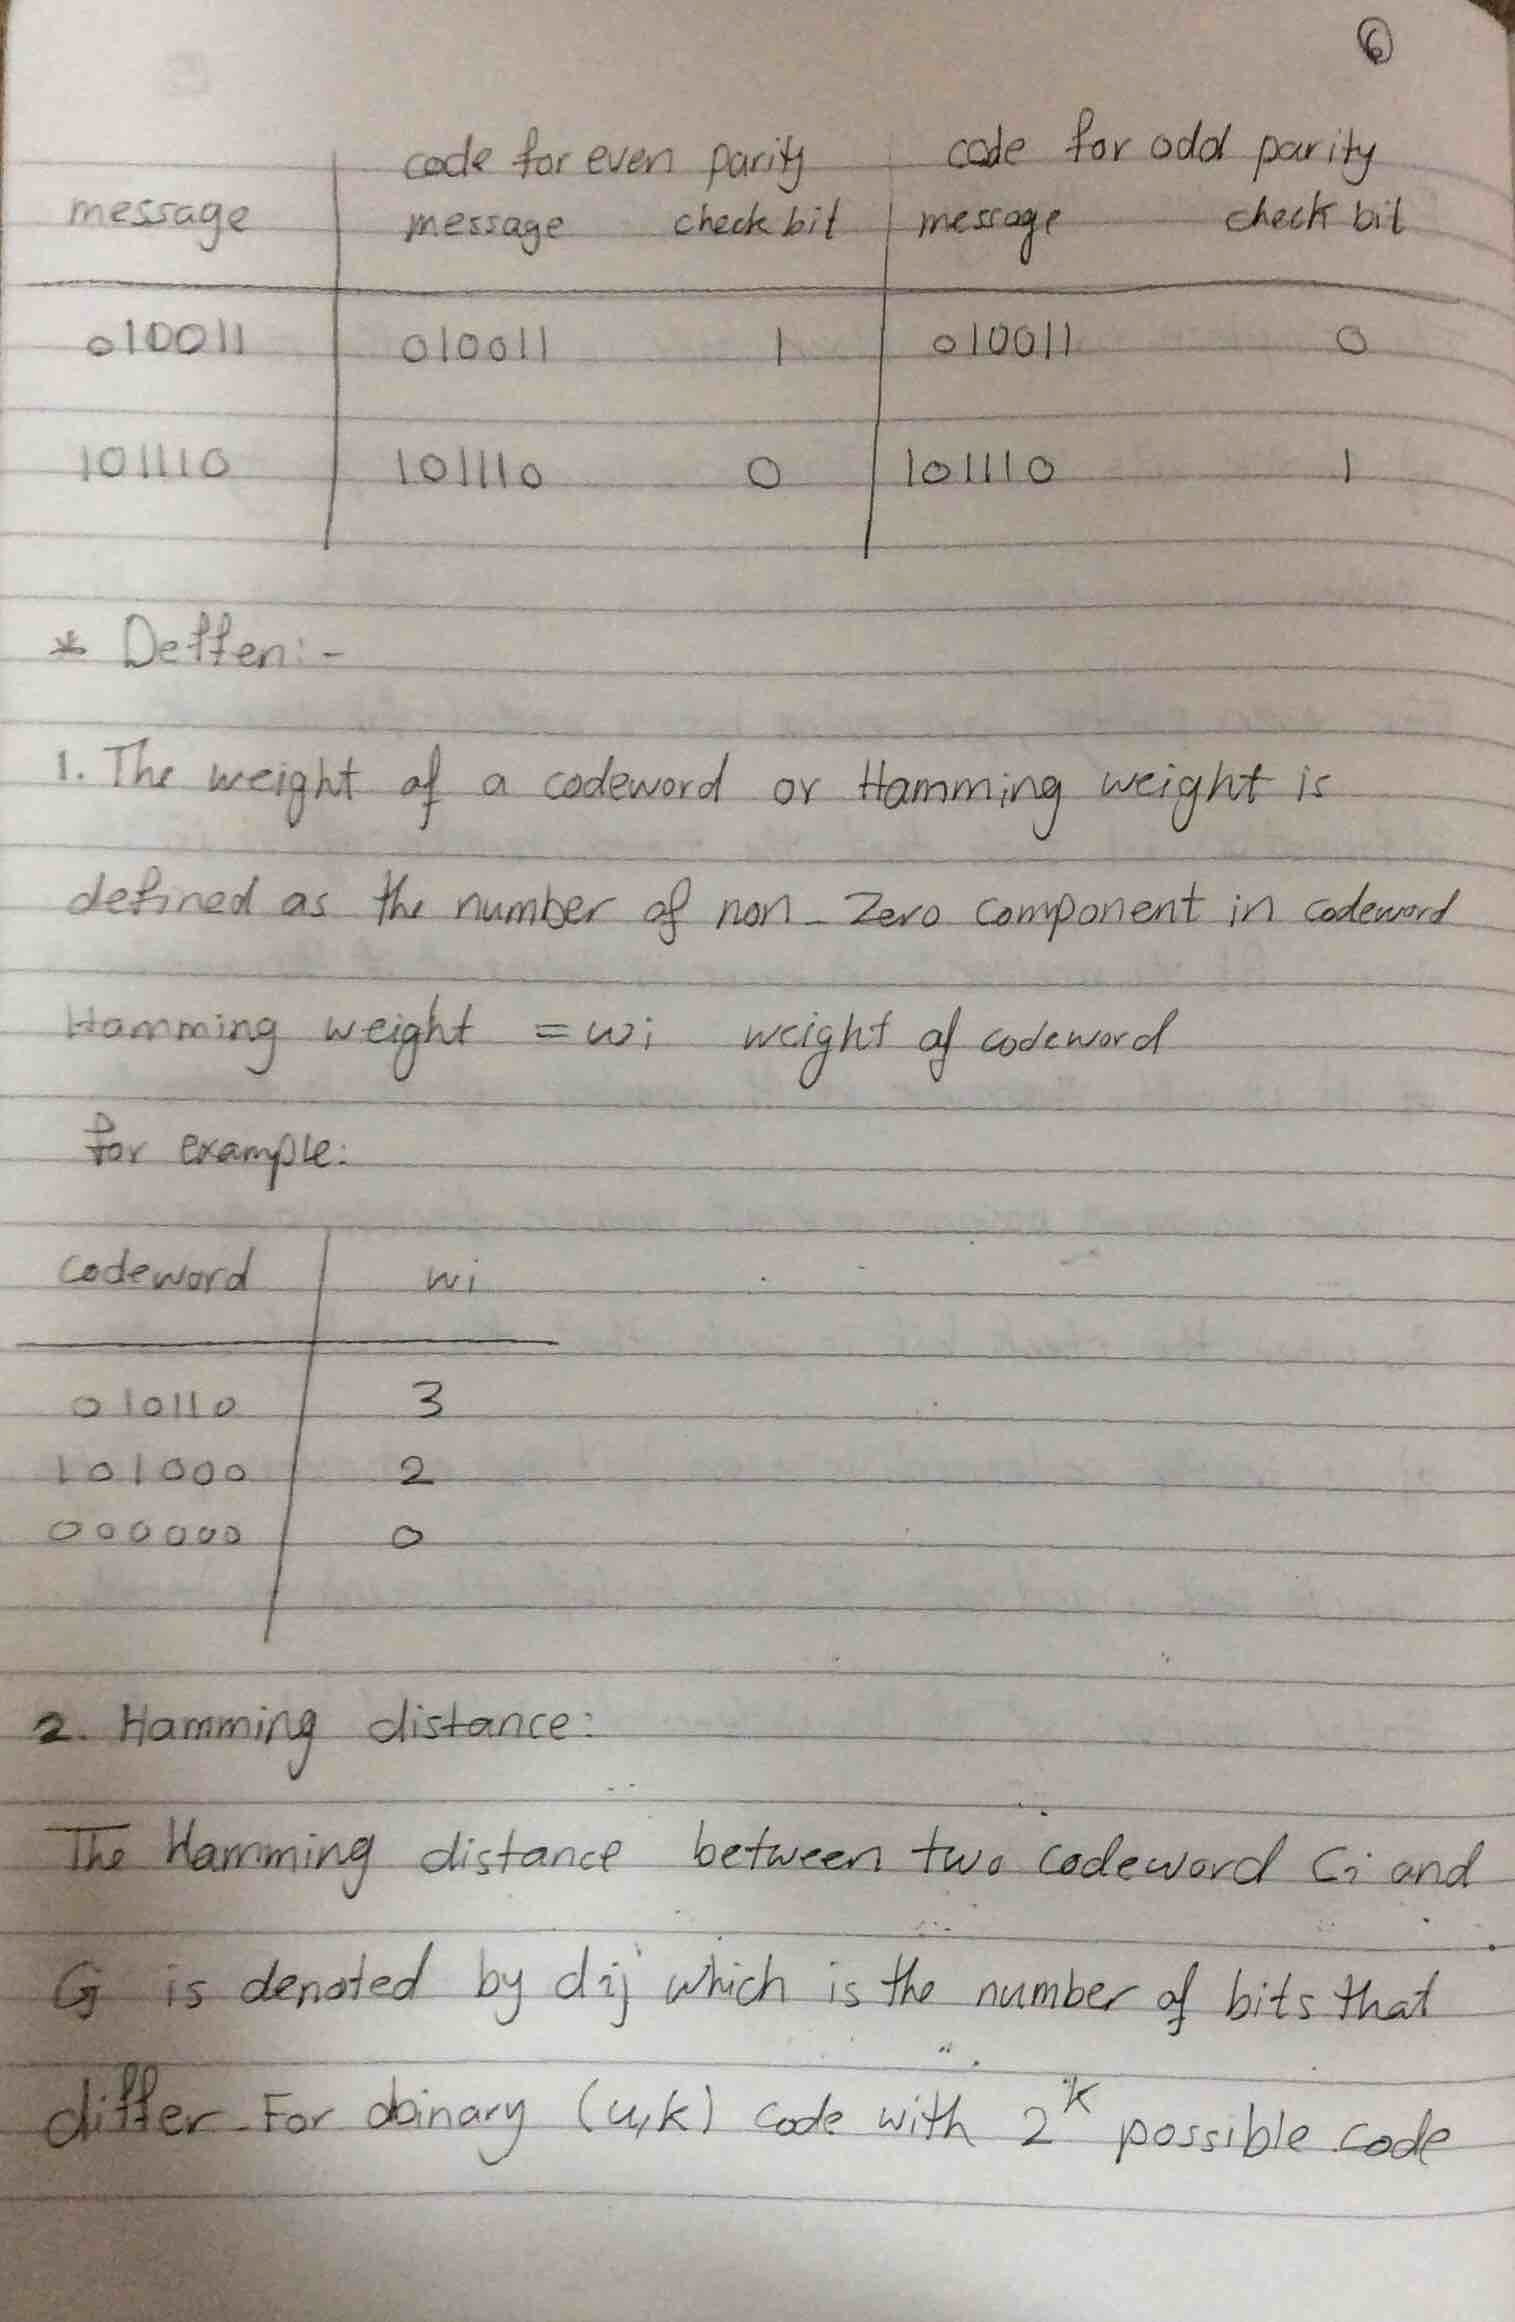 6
code for even parity code for odd parity
message message check bit message check bit
010011 010011 1 010011 0
101110 101110 0 101110 1
* Deffen:-
1. The weight of a codeword or Hamming weight is
defined as the number of non-Zero component in codeword
Hamming weight = wi weight of codeword
for example:
codeword wi
010110 3
101000 2
000000 0
2. Hamming distance:
The Hamming distance between two codeword Ci and
Cj is denoted by dij which is the number of bits that
differ. For abinary (u,k) code with 2^k possible code